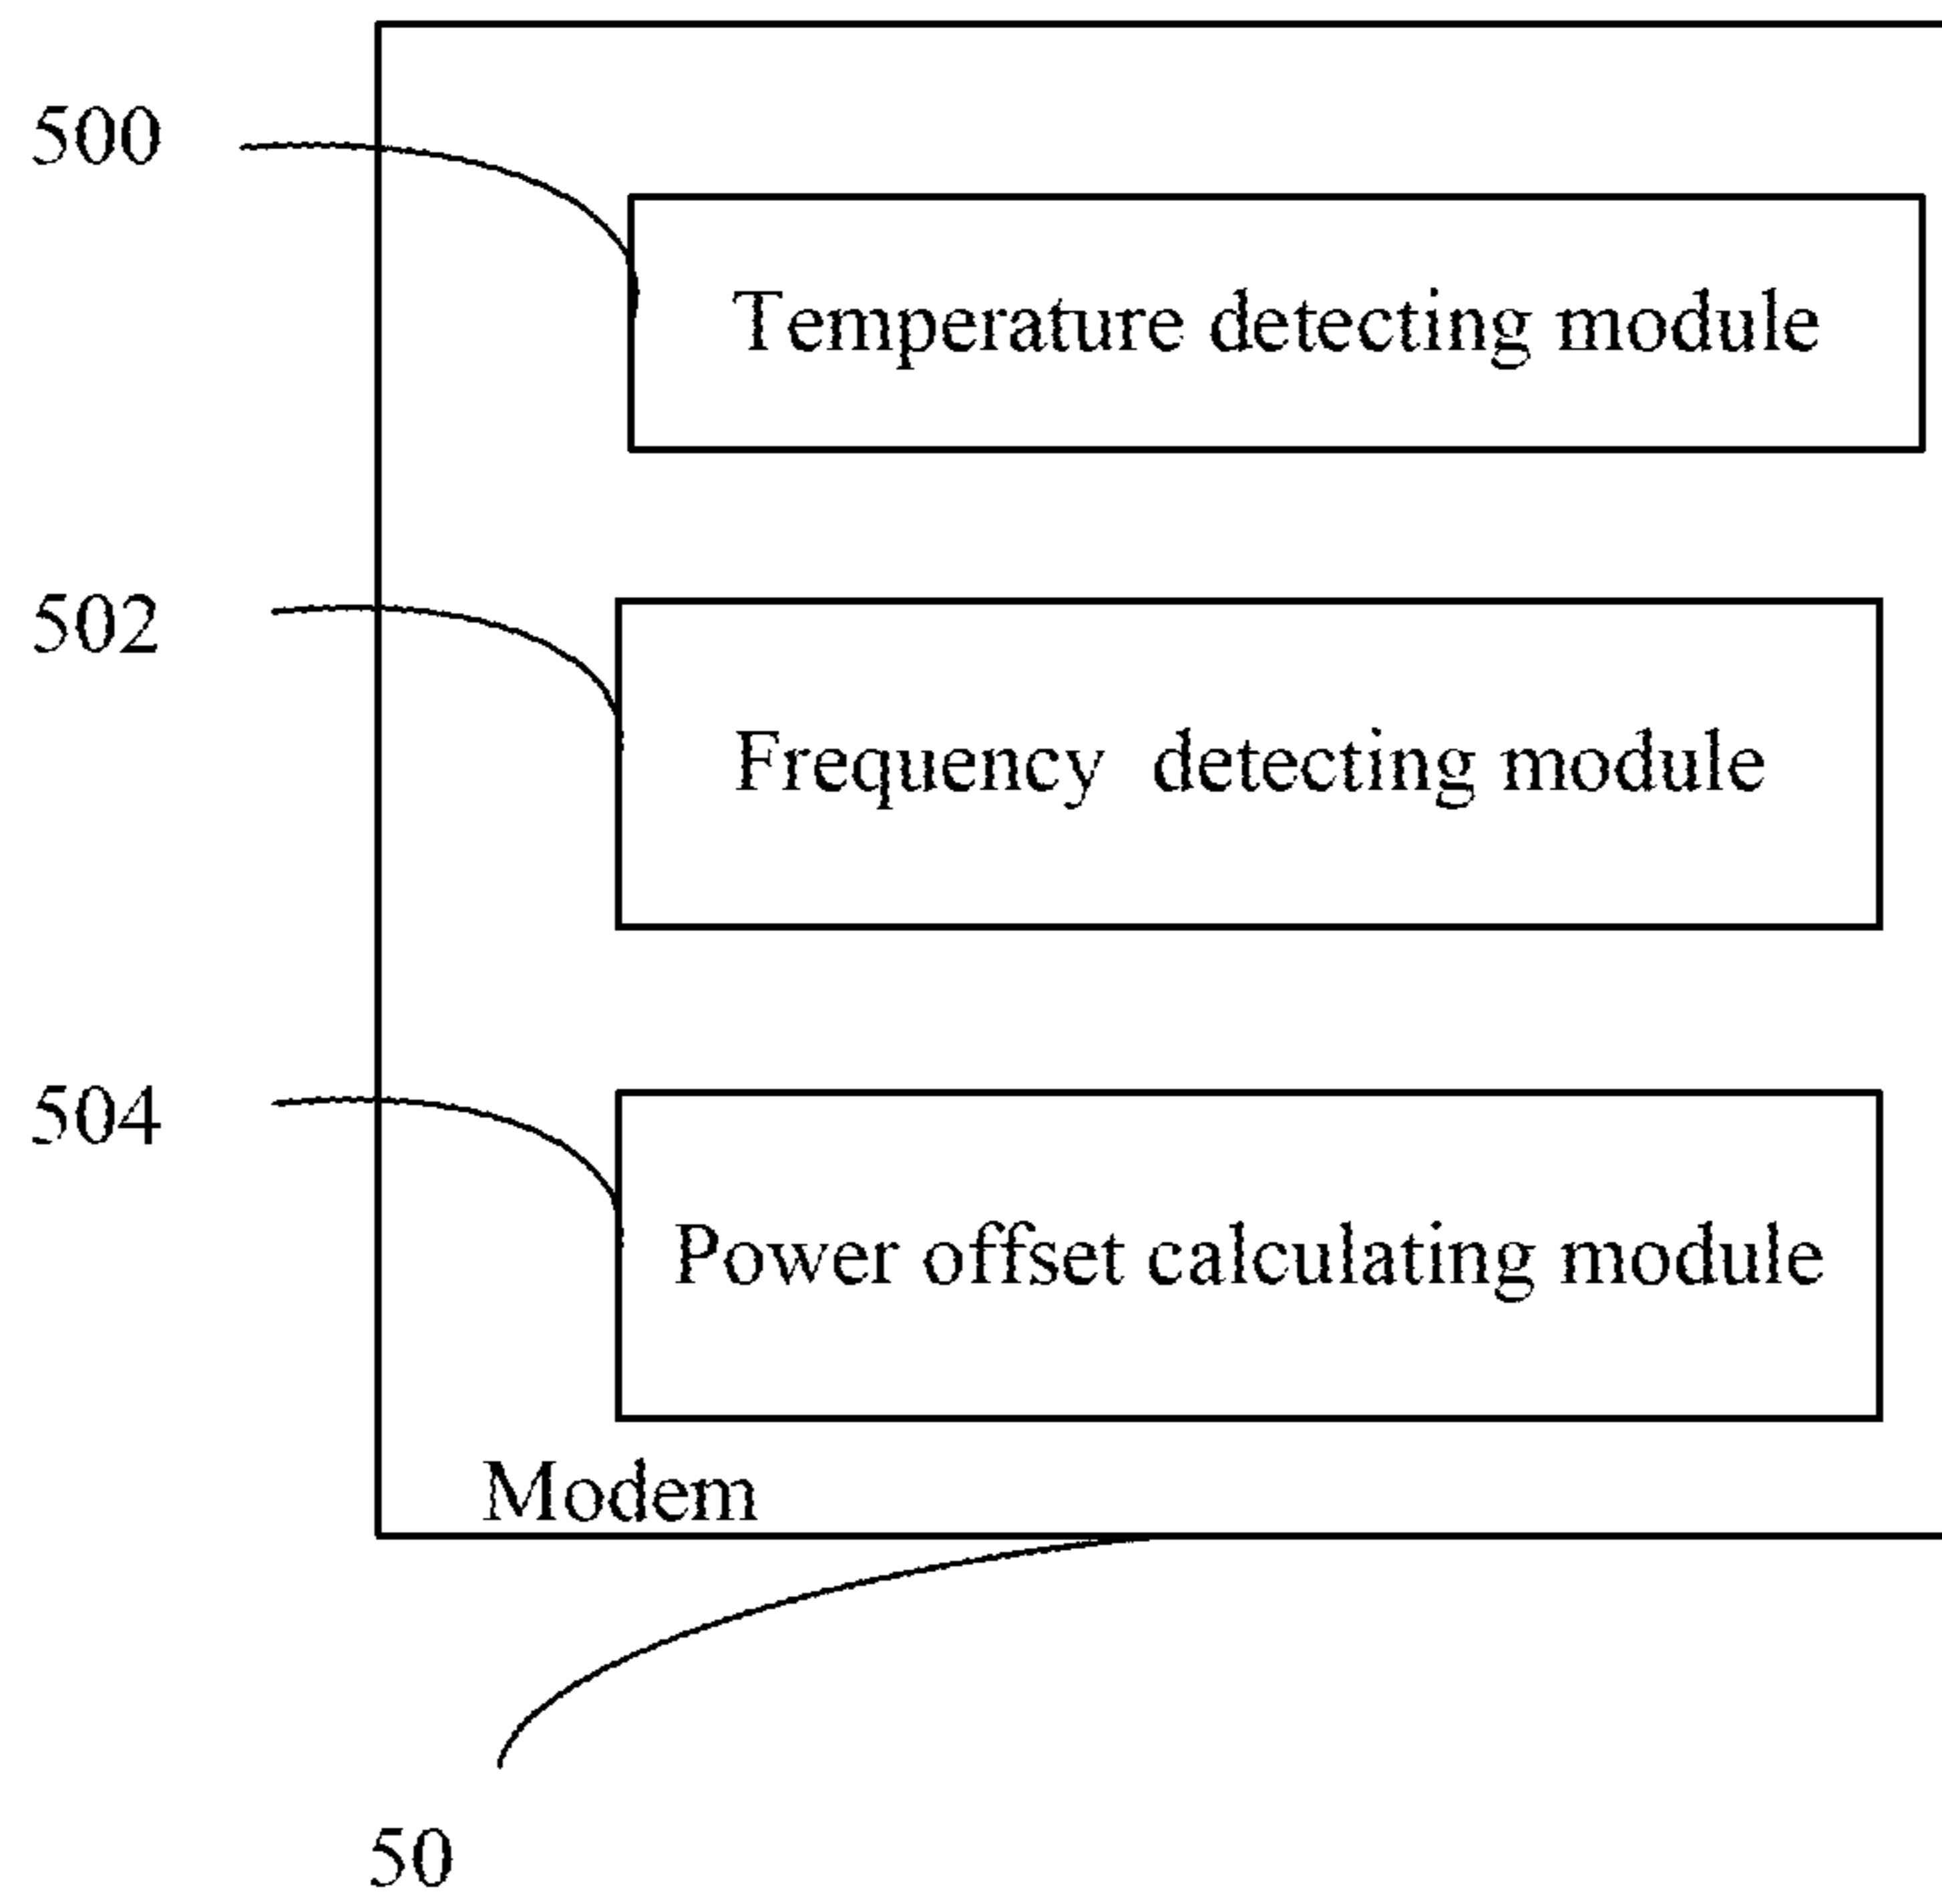 500
Temperature detecting module
502
Frequency detecting module
504
Power offset calculating module
Modem
50